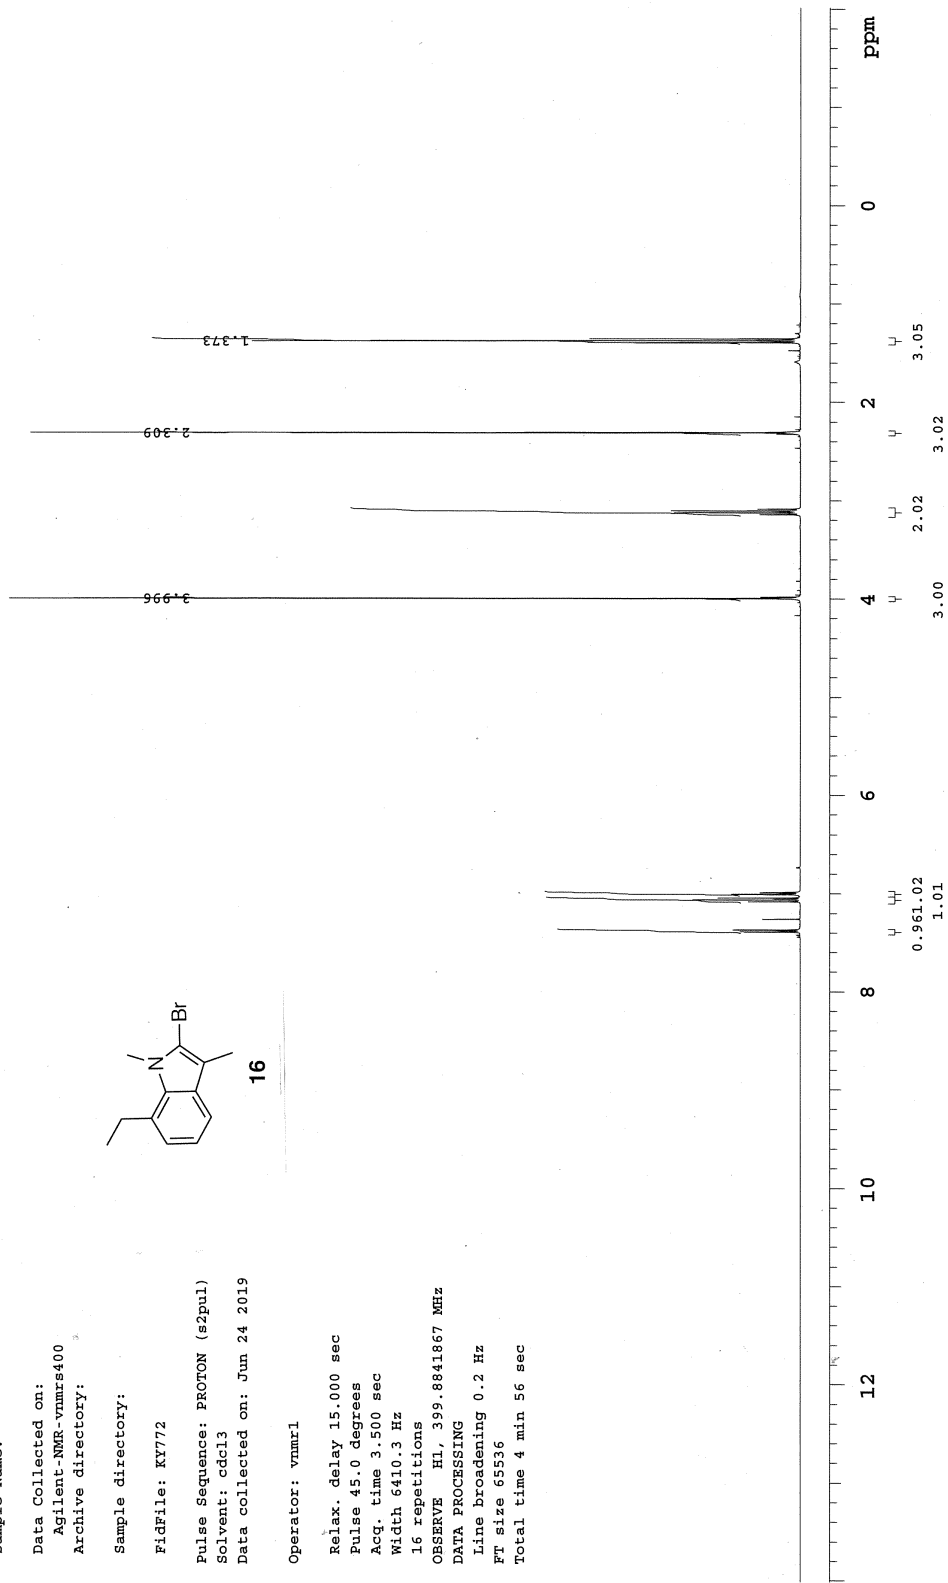 Data Collected on:
Agilent-NMR-vnmrs400
Archive directory:
Sample directory:
FidFile: KY772
Pulse Sequence: PROTON (s2pul)
Solvent: cdcl3
Data collected on: Jun 24 2019
Operator: vnmr1
Relax. delay 15.000 sec
Pulse 45.0 degrees
Acq. time 3.500 sec
Width 6410.3 Hz
16 repetitions
OBSERVE H1, 399.8841867 MHz
DATA PROCESSING
Line broadening 0.2 Hz
FT size 65536
Total time 4 min 56 sec
N
Br
16
3.996
2.309
1.373
12 10 8 6 4 2 0 ppm
0.961.02 2.02 3.05
1.01 3.00 3.02